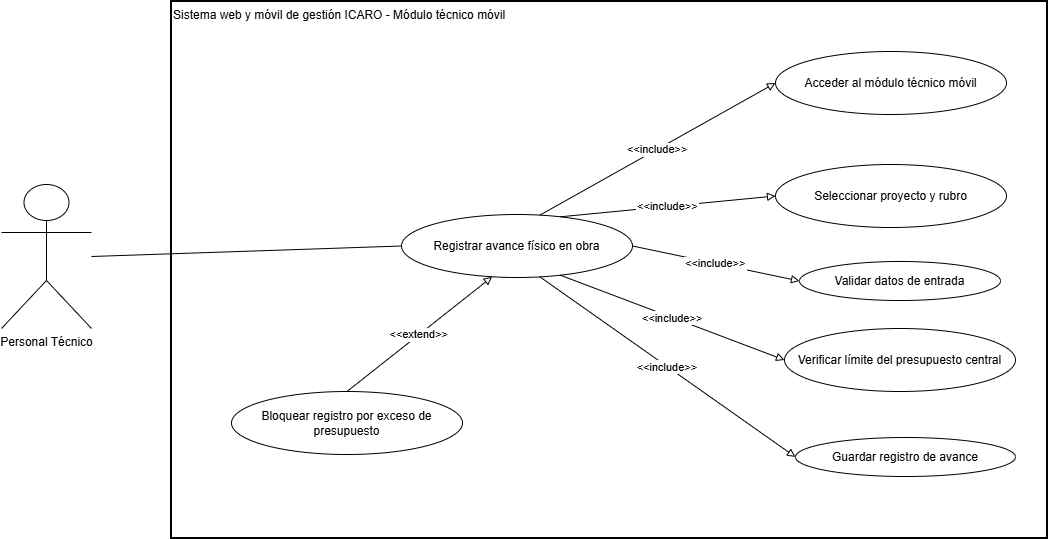 Sistema web y móvil de gestión ICARO - Módulo técnico móvil
Acceder al módulo técnico móvil
<<include>>
Seleccionar proyecto y rubro
<<include>>
Registrar avance físico en obra
<<include>>
Validar datos de entrada
<<include>>
<<extend>>
Personal Técnico
Verificar límite del presupuesto central
<<include>>
Bloquear registro por exceso de
presupuesto
Guardar registro de avance